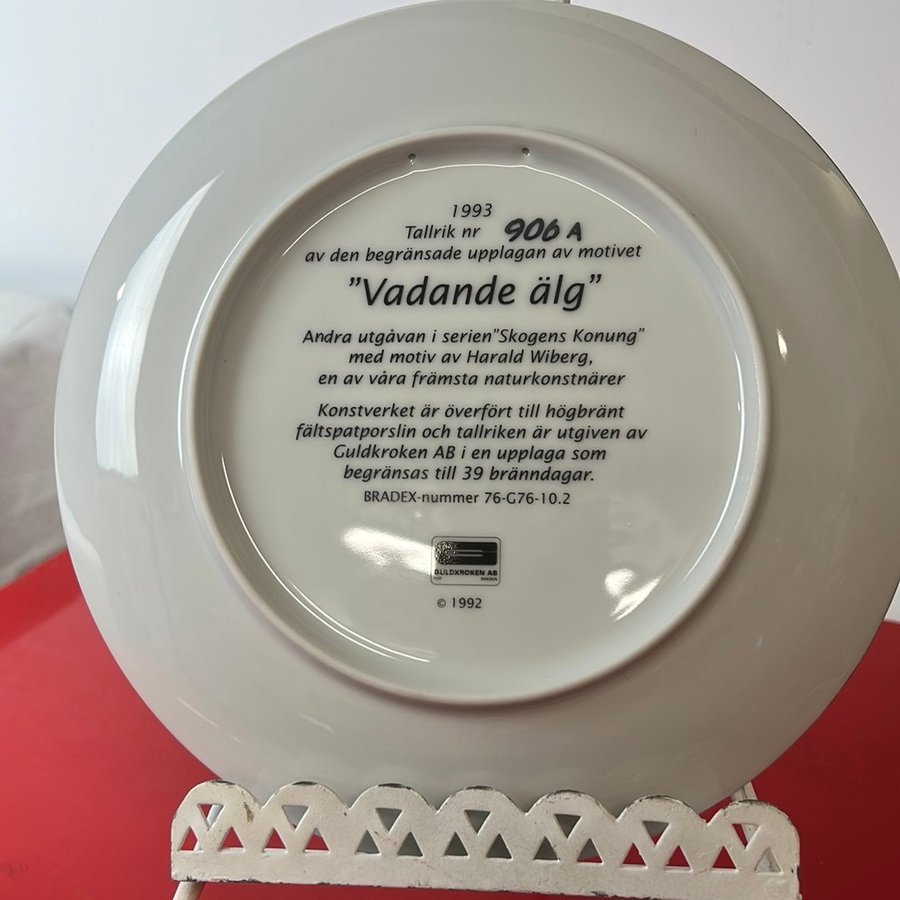 1993
Tallrik nr 906 A
av den begränsade upplagan av motivet
"Vadande älg"
Andra utgåvan i serien"Skogens Konung"
med motiv av Harald Wiberg,
en av våra främsta naturkonstnärer
Konstverket är överfört till högbränt
fältspatporslin och tallriken är utgiven av
Guldkroken AB i en upplaga som
begränsas till 39 bränndagar.
BRADEX-nummer 76-G76-10.2
GULDKROKEN AB
HJO SWEDEN
© 1992